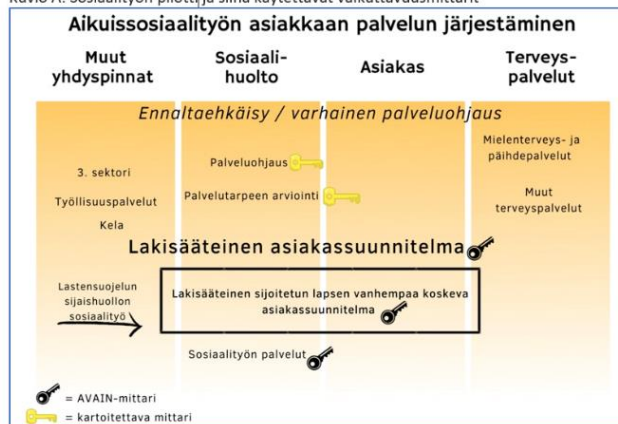 Kuvio A. Sosiaalityön pilotti ja siinä käytettävät vaikuttavuusmittarit
Aikuissosiaalityön asiakkaan palvelun järjestäminen
Muut
yhdyspinnat
Sosiaali-
huolto
Asiakas
Terveys-
palvelut
Ennaltaehkäisy / varhainen palveluohjaus
3. sektori
Työllisuuspalvelut
Kela
Palveluohjaus
Palvelutarpeen arviointi
Mielenterveys- ja
päihdepalvelut
Muut
terveyspalvelut
Lakisääteinen asiakassuunnitelma
Lastensuojelun
sijaishuollon
sosiaalityö
Lakisääteinen sijoitetun lapsen vanhempaa koskeva
asiakassuunnitelma
Sosiaalityön palvelut
= AVAIN-mittari
= kartoitettava mittari